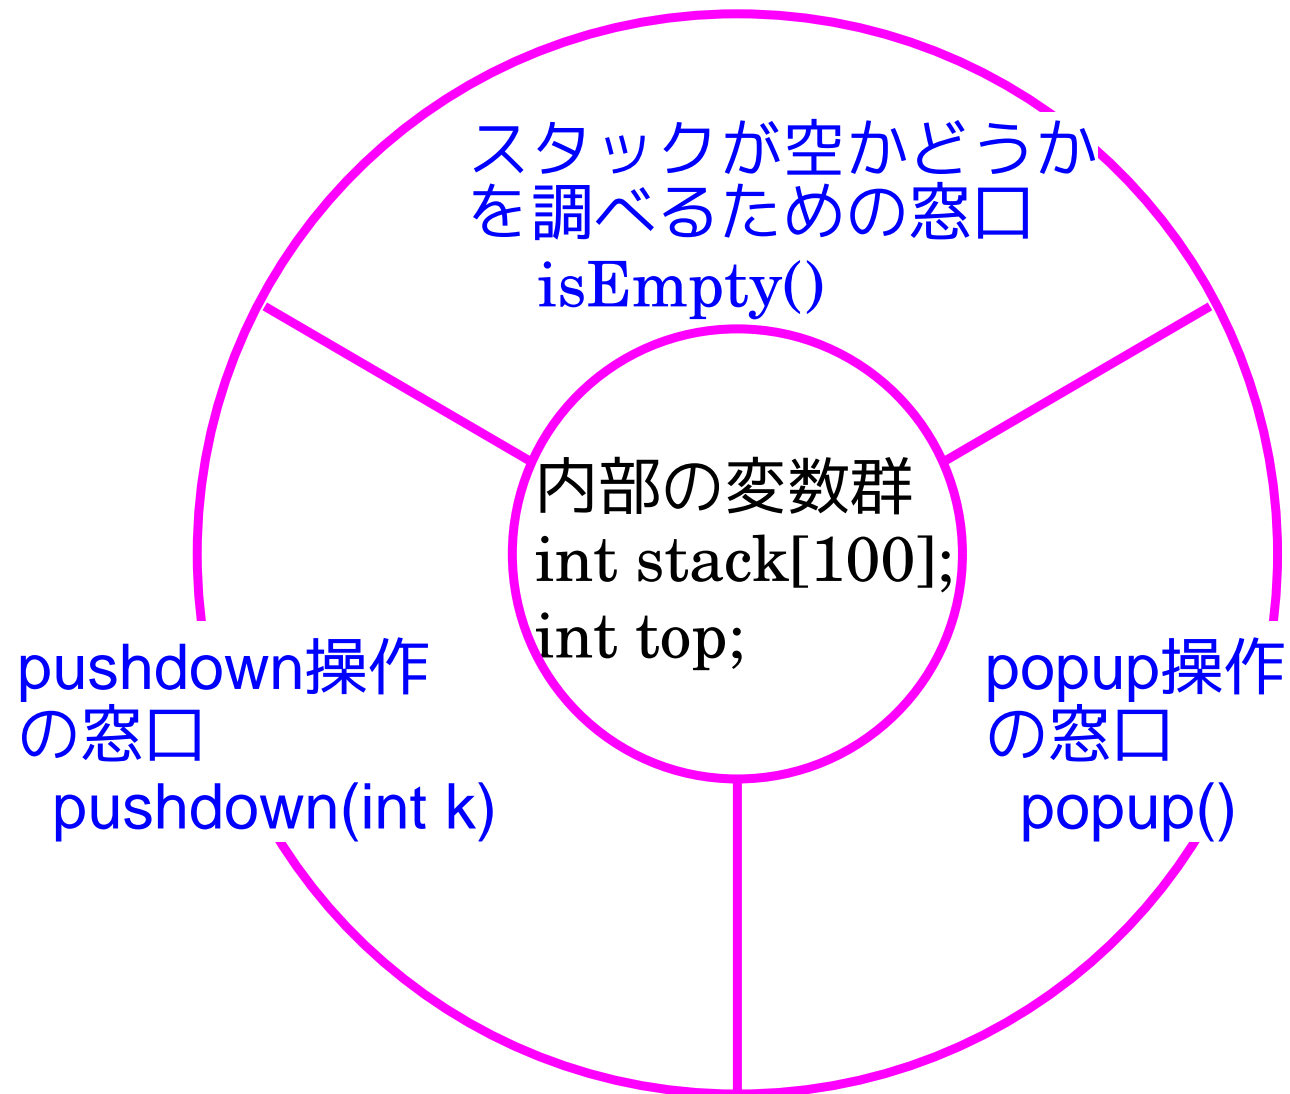 スタックが空かどうか
を調べるための窓口
isEmpty()
内部の変数群
int stack[100];
int top;
pushdown操作
の窓口
pushdown(int k)
popup操作
の窓口
popup()